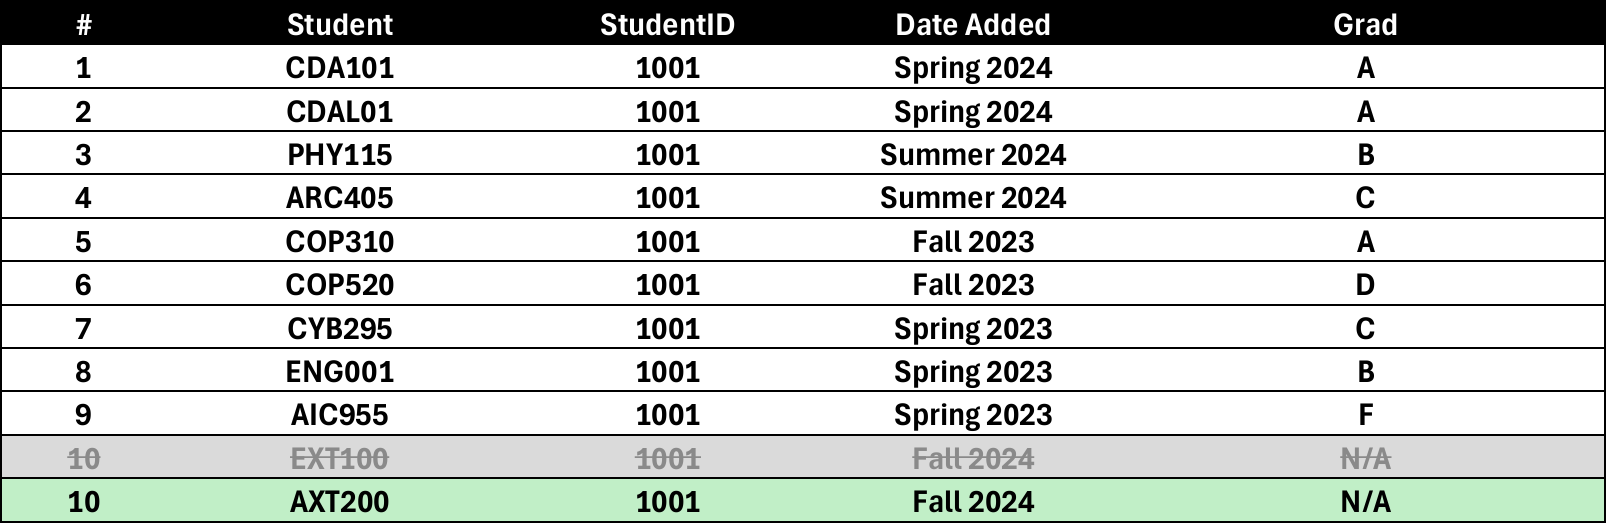 # Student StudentID Date Added Grad
1 CDA101 1001 Spring 2024 A
2 CDAL01 1001 Spring 2024 A
3 PHY115 1001 Summer 2024 B
4 ARC405 1001 Summer 2024 C
5 COP310 1001 Fall 2023 A
6 COP520 1001 Fall 2023 D
7 CYB295 1001 Spring 2023 C
8 ENG001 1001 Spring 2023 B
9 AIC955 1001 Spring 2023 F
10 EXT100 1001 Fall 2024 N/A
10 AXT200 1001 Fall 2024 N/A